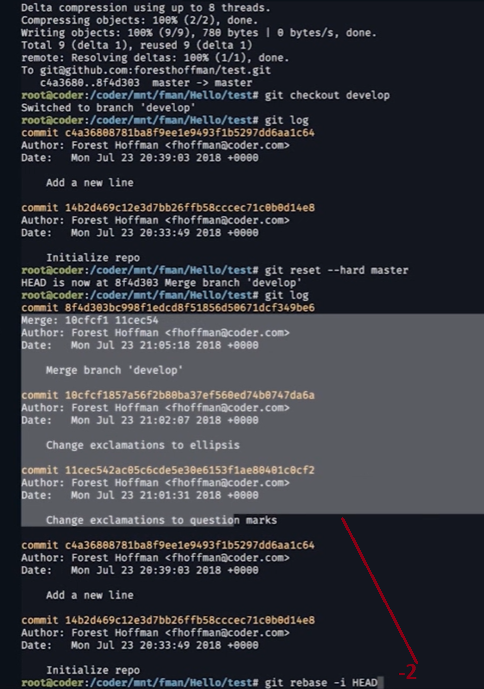 Delta compression using up to 8 threads.
Compressing objects: 100% (2/2), done.
Writing objects: 100% (9/9), 780 bytes | 0 bytes/s, done.
Total 9 (delta 1), reused 9 (delta 1)
remote: Resolving deltas: 100% (1/1), done.
To git@github.com:foresthoffman/test.git
c4a3680..8f4d303 master -> master
root@coder:/coder/mnt/fman/Hello/test# git checkout develop
Switched to branch 'develop'
root@coder:/coder/mnt/fman/Hello/test# git log
commit c4a36808781ba8f9ee1e9493f1b5297dd6aa1c64
Author: Forest Hoffman <fhoffman@coder.com>
Date: Mon Jul 23 20:39:03 2018 +0000
Add a new line
commit 14b2d469c12e3d7bb26ffb58cccec71c0b0d14e8
Author: Forest Hoffman <fhoffman@coder.com>
Date: Mon Jul 23 20:33:49 2018 +0000
Initialize repo
root@coder:/coder/mnt/fman/Hello/test# git reset --hard master
HEAD is now at 8f4d303 Merge branch 'develop'
root@coder:/coder/mnt/fman/Hello/test# git log
commit 8f4d303bc998f1edcd8f51856d50671dcf349be6
Merge: 10cfcf1 11cec54
Author: Forest Hoffman <fhoffman@coder.com>
Date: Mon Jul 23 21:05:18 2018 +0000
Merge branch 'develop'
commit 10cfcf1857a56f2b80ba37ef560ed74b0747da6a
Author: Forest Hoffman <fhoffman@coder.com>
Date: Mon Jul 23 21:02:07 2018 +0000
Change exclamations to ellipsis
commit 11cec542ac05c6cde5e30e6153f1ae80401c0cf2
Author: Forest Hoffman <fhoffman@coder.com>
Date: Mon Jul 23 21:01:31 2018 +0000
Change exclamations to question marks
commit c4a36808781ba8f9ee1e9493f1b5297dd6aa1c64
Author: Forest Hoffman <fhoffman@coder.com>
Date: Mon Jul 23 20:39:03 2018 +0000
Add a new line
commit 14b2d469c12e3d7bb26ffb58cccec71c0b0d14e8
Author: Forest Hoffman <fhoffman@coder.com>
Date: Mon Jul 23 20:33:49 2018 +0000
Initialize repo
-2
root@coder:/coder/mnt/fman/Hello/test# git rebase -i HEAD